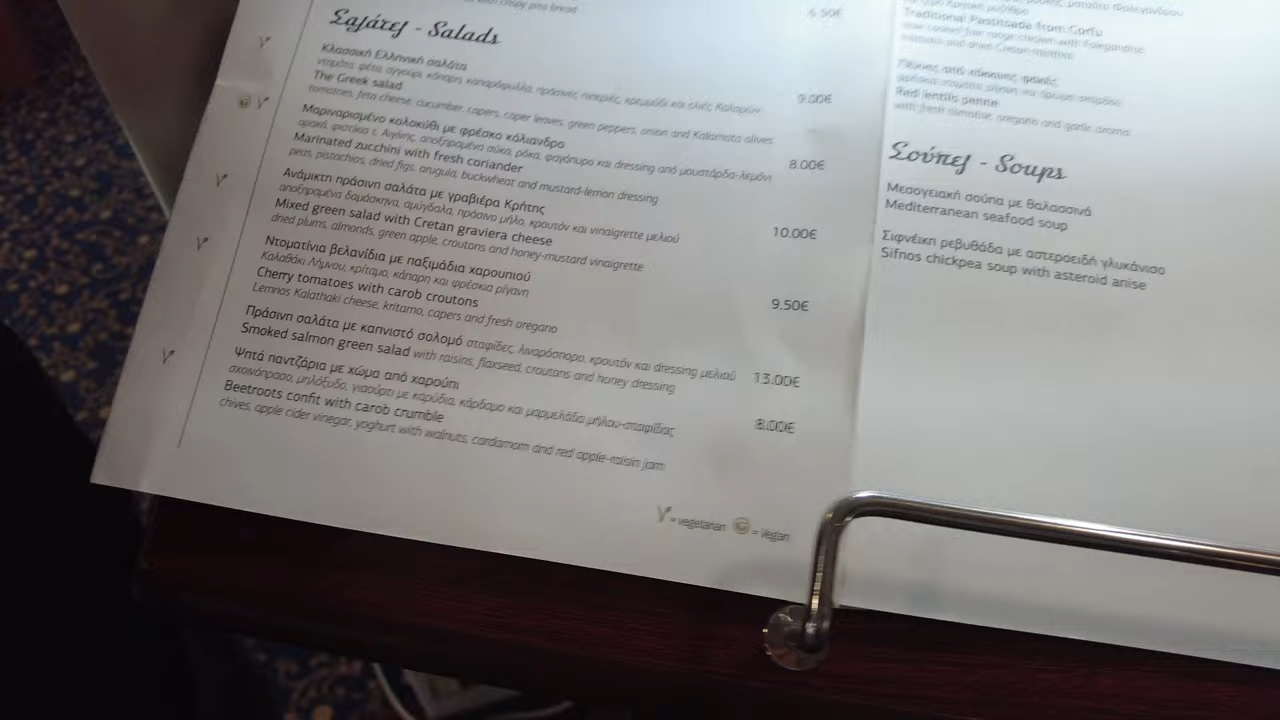 with crispy pita bread
6.50€
Σαλάτες - Salads
Κλασσική Ελληνική σαλάτα
ντομάτα, φέτα, αγγούρι, κάπαρη, καπαρόφυλλα, πράσινες πιπεριές, κρεμμύδι και ελιές Καλαμών 9.00€
The Greek salad
tomatoes, feta cheese, cucumber, capers, caper leaves, green peppers, onion and Kalamata olives
Μαριναρισμένο κολοκύθι με φρέσκο κόλιανδρο
αρακά, φιστίκια τ. Αιγίνης, αποξηραμένα σύκα, ρόκα, φαγόπυρο και dressing από μουστάρδα-λεμόνι 8.00€
Marinated zucchini with fresh coriander
peas, pistachios, dried figs, arugula, buckwheat and mustard-lemon dressing
Ανάμικτη πράσινη σαλάτα με γραβιέρα Κρήτης
αποξηραμένα δαμάσκηνα, αμύγδαλα, πράσινο μήλο, κρουτόν και vinaigrette μελιού 10.00€
Mixed green salad with Cretan graviera cheese
dried plums, almonds, green apple, croutons and honey-mustard vinaigrette
Ντοματίνια βελανίδια με παξιμάδια χαρουπιού
Καλαθάκι Λήμνου, κρίταμο, κάπαρη και φρέσκια ρίγανη 9.50€
Cherry tomatoes with carob croutons
Lemnos Kalathaki cheese, kritamo, capers and fresh oregano
Πράσινη σαλάτα με καπνιστό σολομό σταφίδες, λιναρόσπορο, κρουτόν και dressing μελιού 13.00€
Smoked salmon green salad with raisins, flaxseed, croutons and honey dressing
Ψητά παντζάρια με χώμα από χαρούπι
σχοινόπρασο, μηλόξυδο, γιαούρτι με καρύδια, κάρδαμο και μαρμελάδα μήλου-σταφίδας 8.00€
Beetroots confit with carob crumble
chives, apple cider vinegar, yoghurt with walnuts, cardamom and red apple-raisin jam
= vegetarian = Vegan
Traditional Pastitsada from Corfu
Red lentils penne
Σούπες - Soups
Μεσογειακή σούπα με θαλασσινά
Mediterranean seafood soup
Σιφνέικη ρεβυθάδα με αστεροειδή γλυκάνισο
Sifnos chickpea soup with asteroid anise